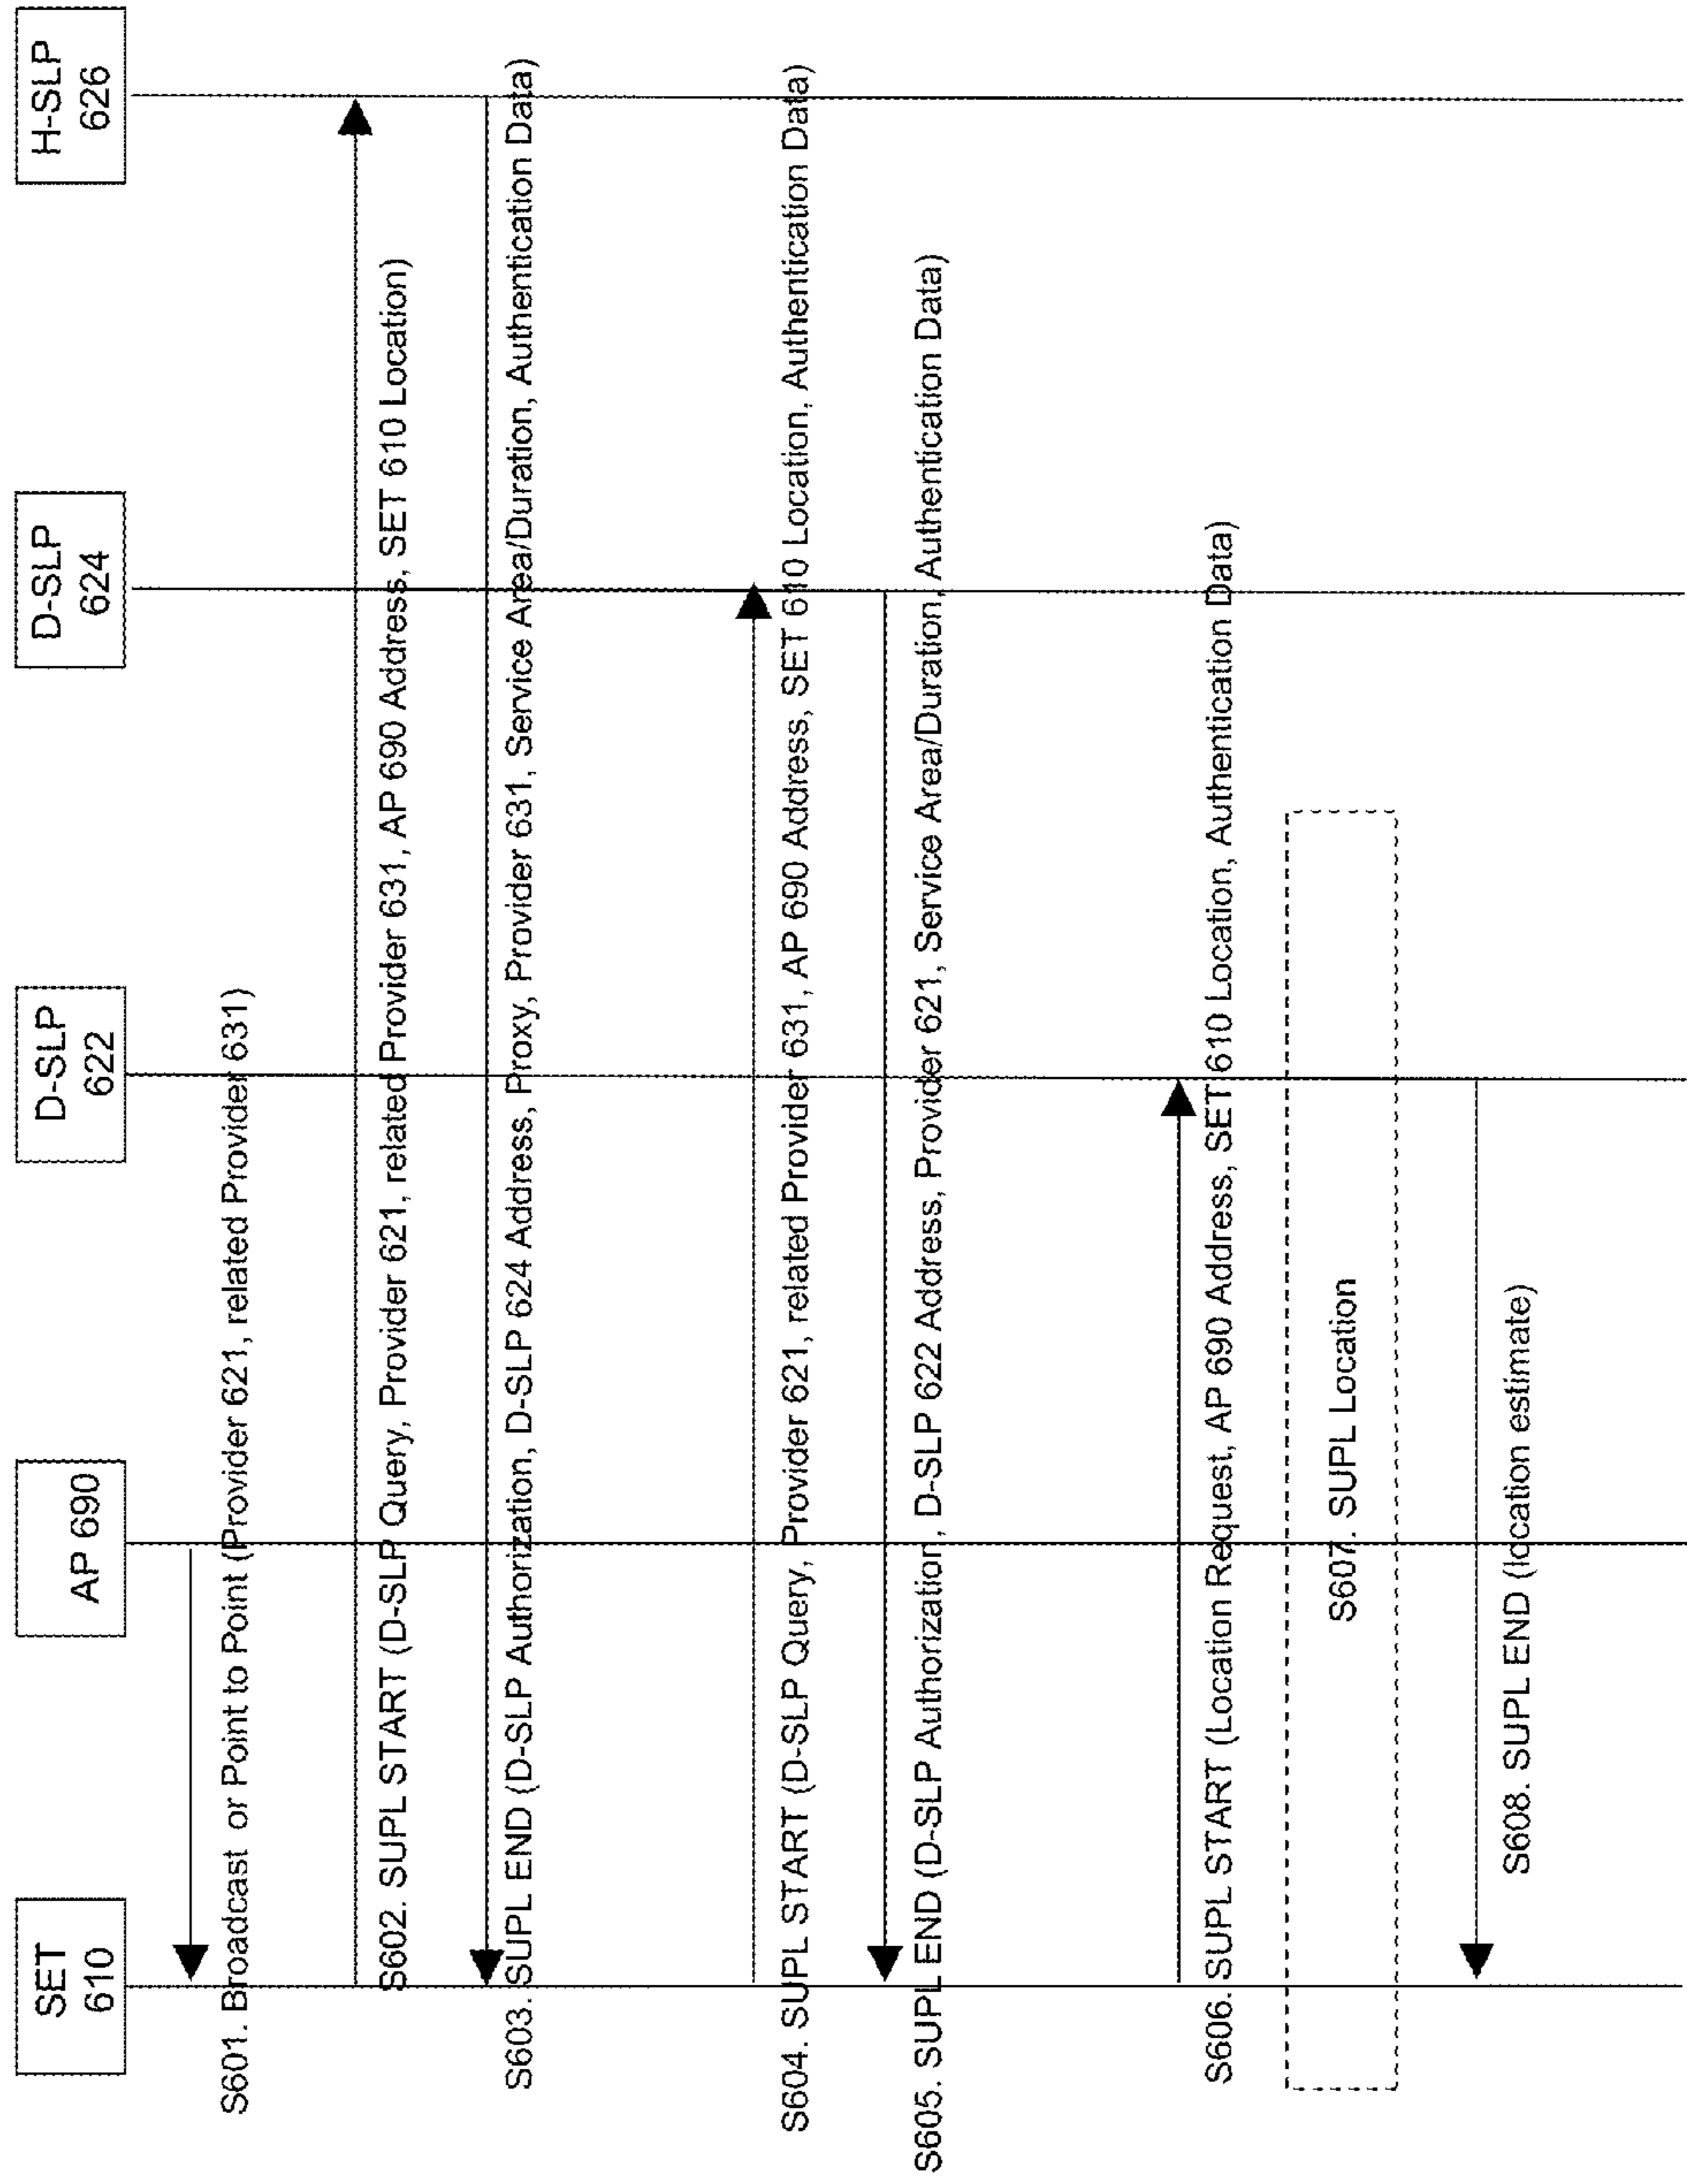 SET
610
AP 690
D-SLP
622
D-SLP
624
H-SLP
626
S601. Broadcast or Point to Point (Provider 621, related Provider 631)
S602. SUPL START (D-SLP Query, Provider 621, related Provider 631, AP 690 Address, SET 610 Location)
S603. SUPL END (D-SLP Authorization, D-SLP 624 Address, Proxy, Provider 631, Service Area/Duration, Authentication Data)
S604. SUPL START (D-SLP Query, Provider 621, related Provider 631, AP 690 Address, SET 610 Location, Authentication Data)
S605. SUPL END (D-SLP Authorization, D-SLP 622 Address, Provider 621, Service Area/Duration, Authentication Data)
S606. SUPL START (Location Request, AP 690 Address, SET 610 Location, Authentication Data)
S607. SUPL Location
S608. SUPL END (location estimate)